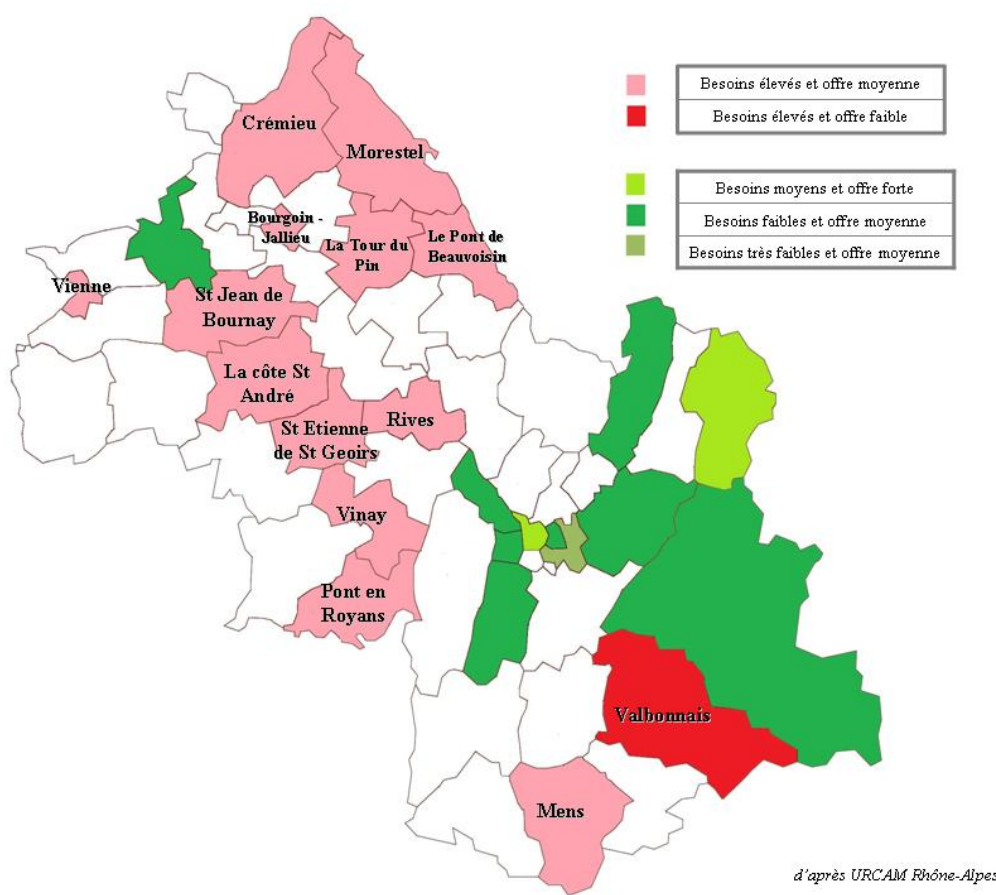 Besoins élevés et offre moyenne
Besoins élevés et offre faible
Besoins moyens et offre forte
Besoins faibles et offre moyenne
Besoins très faibles et offre moyenne
Crémieu
Morestel
Bourgoin -
Jallieu
La Tour du
Pin
Le Pont de
Beauvoisin
Vienne
St Jean de
Bournay
La côte St
André
St Etienne
de St Geoirs
Rives
Vinay
Pont en
Royans
Valbonnais
Mens
d'après URCAM Rhône-Alpes